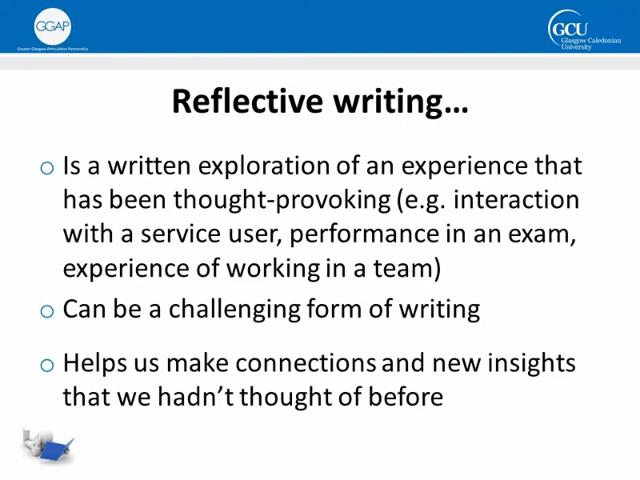 GGAP
Greater Glasgow Articulation Partnership
GCU
Glasgow Caledonian
University
Reflective writing…
o Is a written exploration of an experience that
has been thought-provoking (e.g. interaction
with a service user, performance in an exam,
experience of working in a team)
o Can be a challenging form of writing
o Helps us make connections and new insights
that we hadn’t thought of before